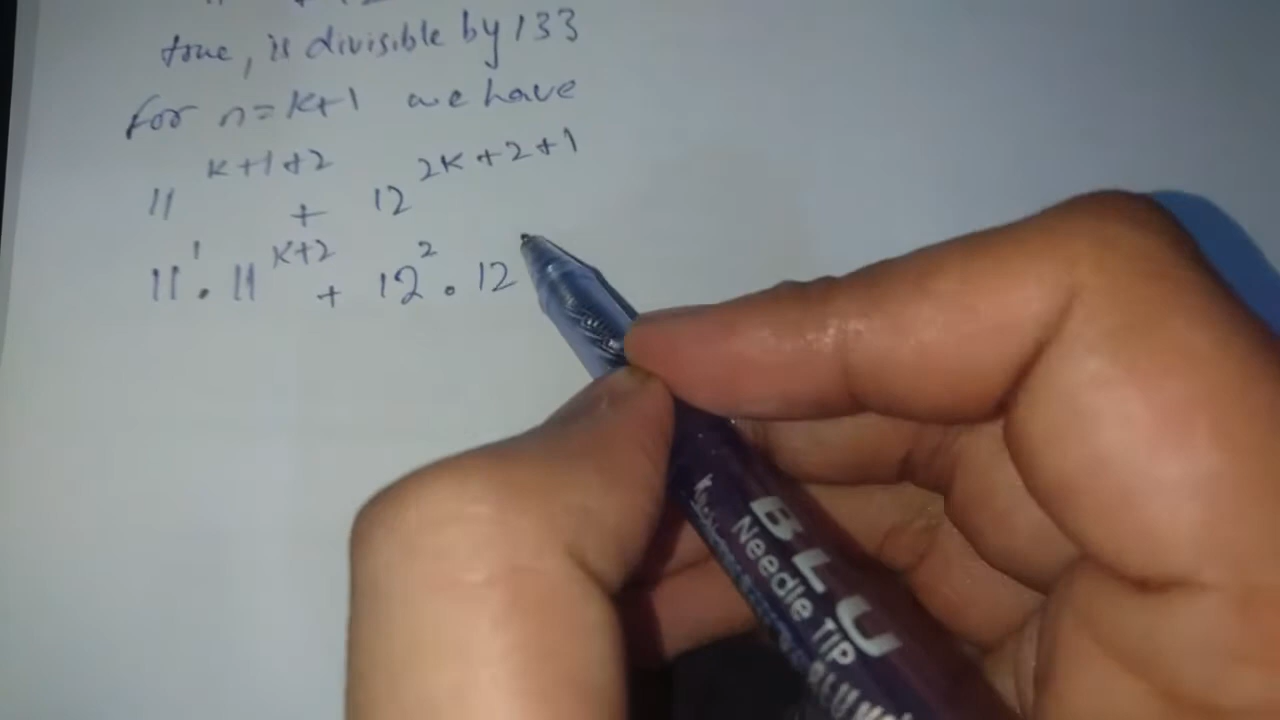 true, is divisible by 133
for n=k+1 we have
11^{k+1+2} + 12^{2k+2+1}
11^{1}.11^{k+2} + 12^{2}.12
BLU
Needle TIP